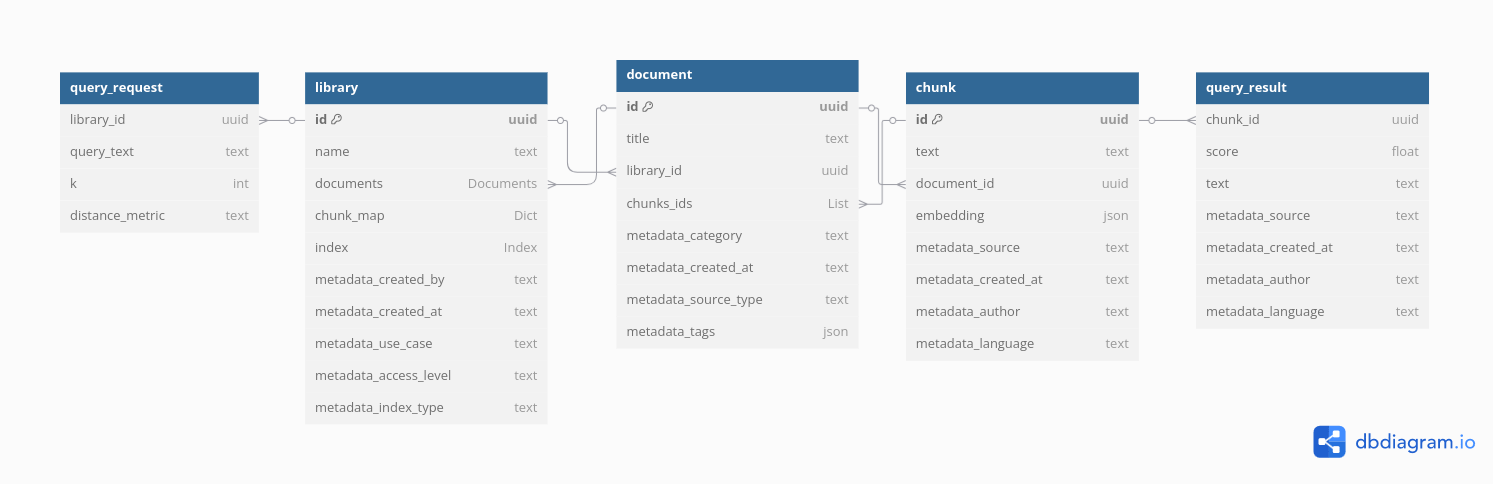 query_request
library_id uuid
query_text text
k int
distance_metric text
library
id uuid
name text
documents Documents
chunk_map Dict
index Index
metadata_created_by text
metadata_created_at text
metadata_use_case text
metadata_access_level text
metadata_index_type text
document
id uuid
title text
library_id uuid
chunks_ids List
metadata_category text
metadata_created_at text
metadata_source_type text
metadata_tags json
chunk
id uuid
text text
document_id uuid
embedding json
metadata_source text
metadata_created_at text
metadata_author text
metadata_language text
query_result
chunk_id uuid
score float
text text
metadata_source text
metadata_created_at text
metadata_author text
metadata_language text
dbdiagram.io